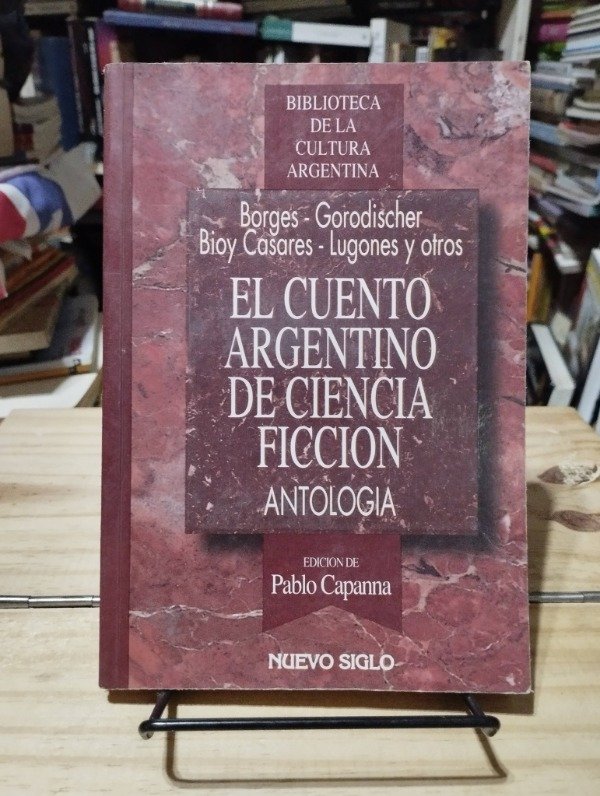 BIBLIOTECA
DE LA
CULTURA
ARGENTINA
Borges - Gorodischer
Bioy Casares - Lugones y otros
EL CUENTO
ARGENTINO
DE CIENCIA
FICCION
ANTOLOGIA
EDICION DE
Pablo Capanna
NUEVO SIGLO